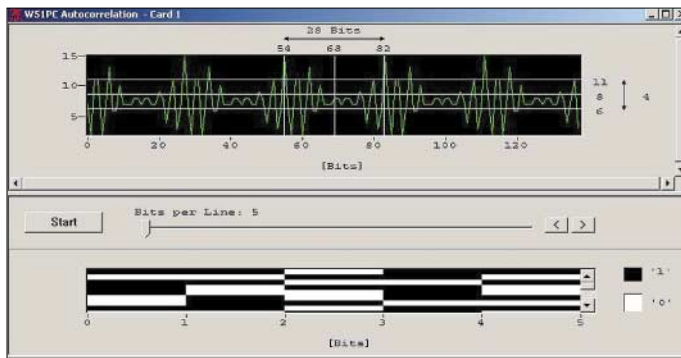 W51PC Autocorrelation - Card 1
28 Bits
54 68 82
15
10
5
11
8
6
4
0 20 40 60 80 100 120
[Bits]
Start
Bits per Line: 5
< >
'1'
'0'
0 1 2 3 4 5
[Bits]